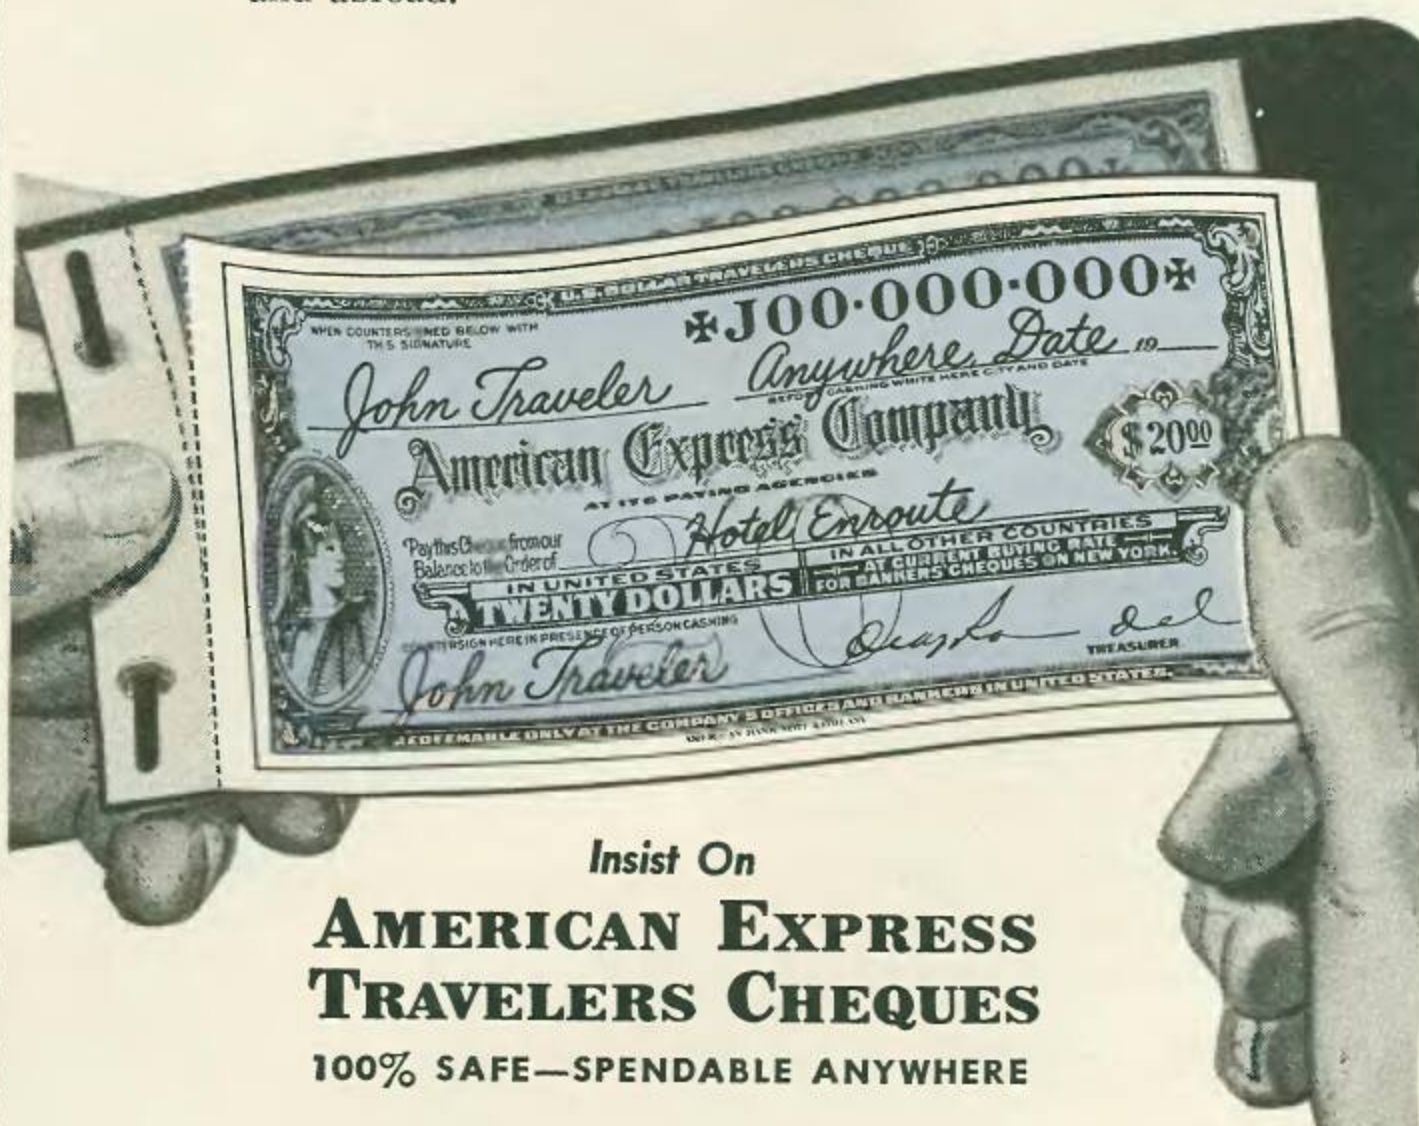 and abroad.
U.S. DOLLAR TRAVELERS CHEQUE
✠J00·000·000✠
WHEN COUNTERSIGNED BELOW WITH
THIS SIGNATURE
John Traveler
Anywhere, Date 19
BEFORE CASHING WRITE HERE CITY AND DATE
American Express Company
$2000
AT ITS PAYING AGENCIES
Pay this Cheque from our
Balance to the Order of
Hotel Enroute
IN UNITED STATES
TWENTY DOLLARS
IN ALL OTHER COUNTRIES
AT CURRENT BUYING RATE
FOR BANKERS' CHEQUES ON NEW YORK.
COUNTERSIGN HERE IN PRESENCE OF PERSON CASHING
John Traveler
TREASURER
REDEEMABLE ONLY AT THE COMPANY'S OFFICES AND BANKERS IN UNITED STATES.
Insist On
AMERICAN EXPRESS
TRAVELERS CHEQUES
100% SAFE—SPENDABLE ANYWHERE